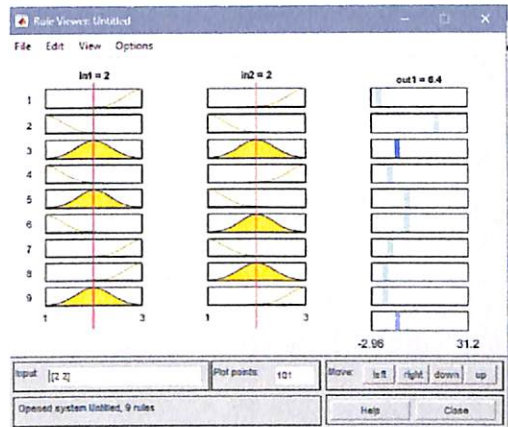 Rule Viewer: Untitled
File Edit View Options
in1 = 2
in2 = 2
out1 = 6.4
1
2
3
4
5
6
7
8
9
1 3
1 3
-2.96 31.2
Input: [2 2]
Plot points: 101
Move: left right down up
Opened system Untitled, 9 rules
Help Close